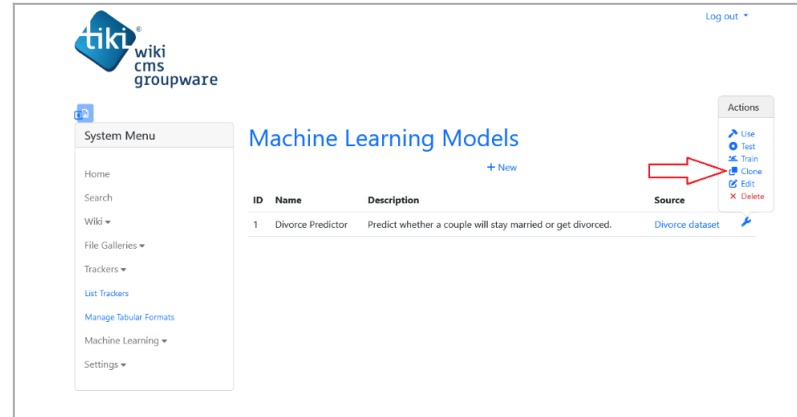 Log out
tiki
wiki
cms
groupware
Actions
Use
Test
Train
Clone
Edit
Delete
System Menu
Home
Search
Wiki
File Galleries
Trackers
List Trackers
Manage Tabular Formats
Machine Learning
Settings
Machine Learning Models
+ New
ID Name Description Source
1 Divorce Predictor Predict whether a couple will stay married or get divorced. Divorce dataset